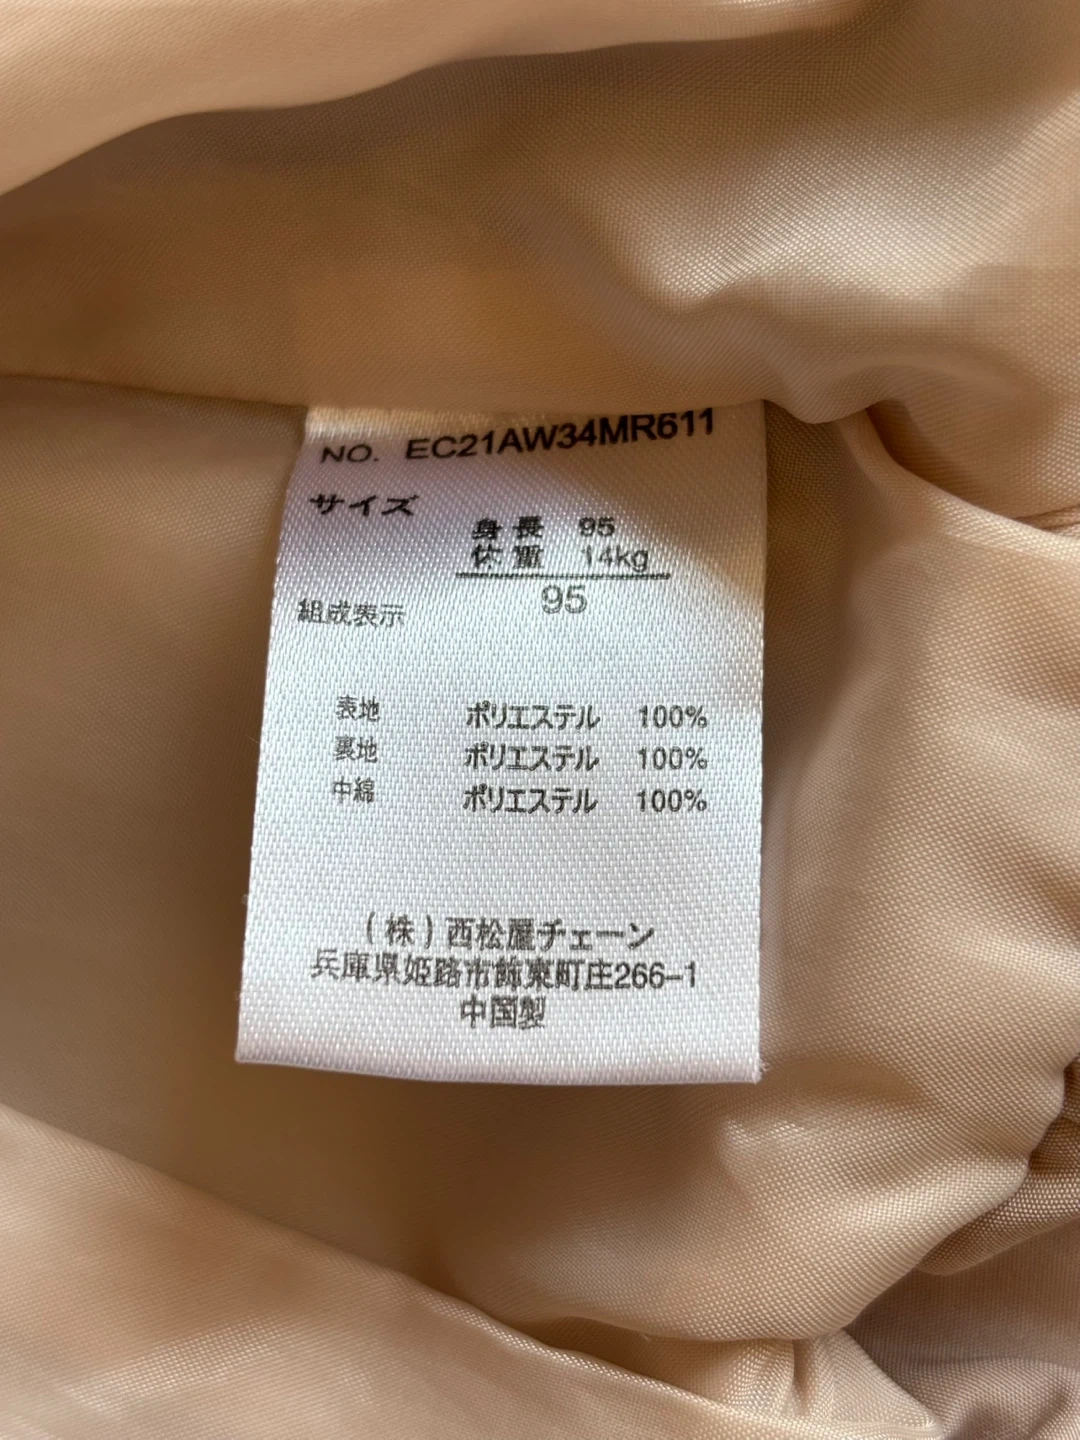 NO. EC21AW34MR611
サイズ
身長 95
体重 14kg
95
組成表示
表地 ポリエステル 100%
裏地 ポリエステル 100%
中綿 ポリエステル 100%
(株)西松屋チェーン
兵庫県姫路市飾東町庄266-1
中国製